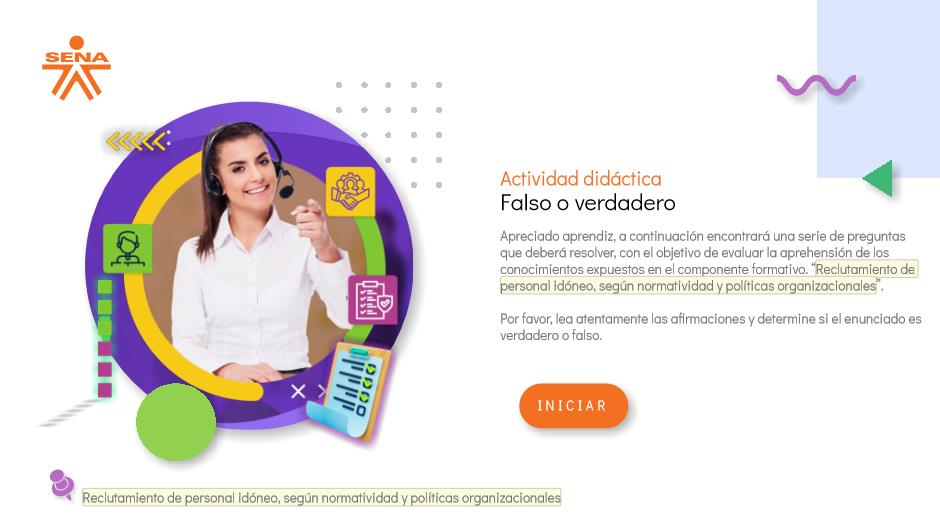 SENA
Actividad didáctica
Falso o verdadero
Apreciado aprendiz, a continuación encontrará una serie de preguntas
que deberá resolver, con el objetivo de evaluar la aprehensión de los
conocimientos expuestos en el componente formativo. “Reclutamiento de
personal idóneo, según normatividad y políticas organizacionales”.
Por favor, lea atentamente las afirmaciones y determine si el enunciado es
verdadero o falso.
INICIAR
Reclutamiento de personal idóneo, según normatividad y políticas organizacionales